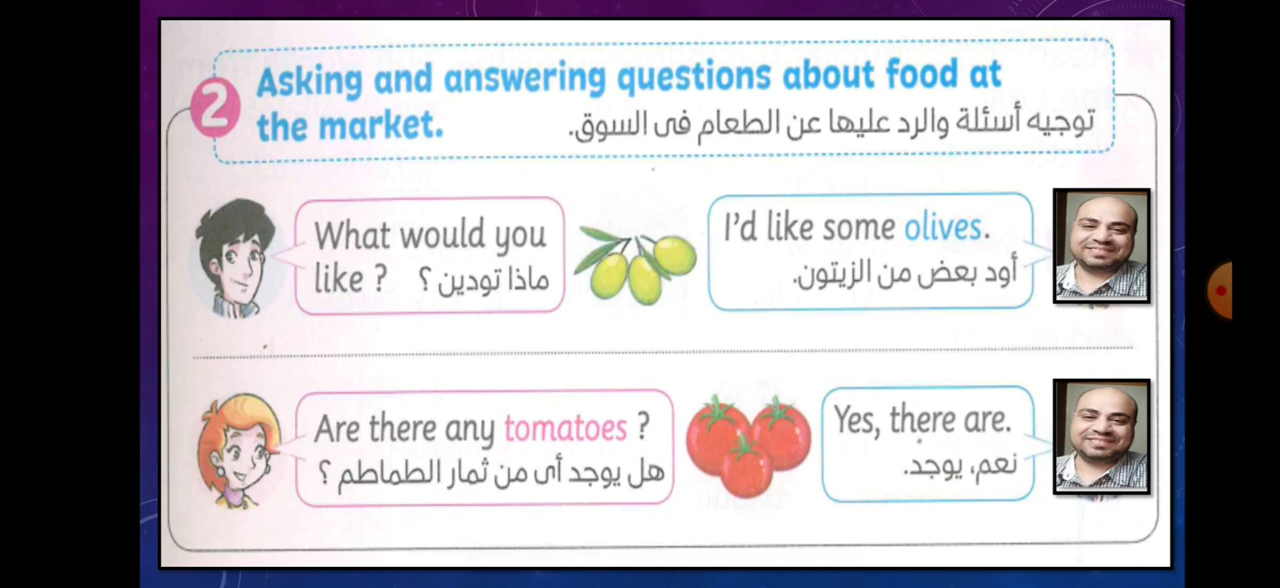 2
Asking and answering questions about food at
the market.
توجيه أسئلة والرد عليها عن الطعام فى السوق.
What would you
like ? ماذا تودين ؟
I'd like some olives.
أود بعض من الزيتون.
Are there any tomatoes ?
هل يوجد أى من ثمار الطماطم ؟
Yes, there are.
نعم، يوجد.